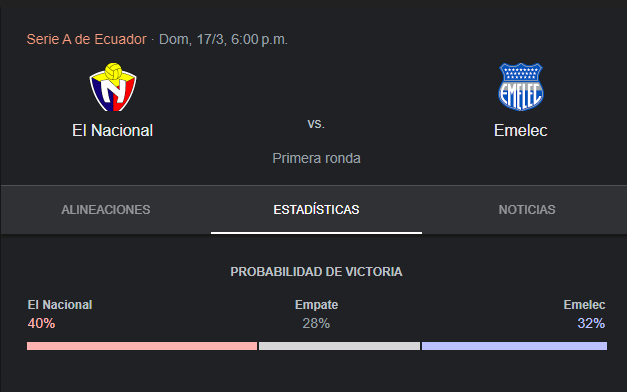 Serie A de Ecuador · Dom, 17/3, 6:00 p.m.
N
EMELEC
El Nacional
vs.
Emelec
Primera ronda
ALINEACIONES
ESTADÍSTICAS
NOTICIAS
PROBABILIDAD DE VICTORIA
El Nacional
Empate
Emelec
40%
28%
32%